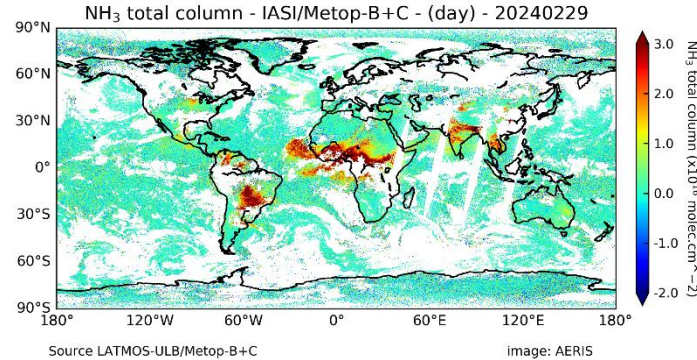 NH₃ total column - IASI/Metop-B+C - (day) - 20240229
90°N
60°N
30°N
0°
30°S
60°S
90°S
180°
120°W
60°W
0°
60°E
120°E
180°
3.0
2.0
1.0
0.0
-1.0
-2.0
NH₃ total column (×10¹⁶ molec.cm^-2)
Source LATMOS-ULB/Metop-B+C
image: AERIS